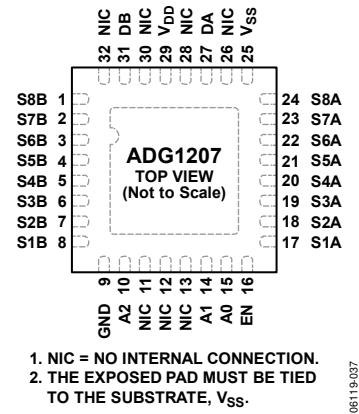 32 NIC
31 DB
30 NIC
29 VDD
28 NIC
27 DA
26 NIC
25 VSS
S8B 1
S7B 2
S6B 3
S5B 4
S4B 5
S3B 6
S2B 7
S1B 8
ADG1207
TOP VIEW
(Not to Scale)
24 S8A
23 S7A
22 S6A
21 S5A
20 S4A
19 S3A
18 S2A
17 S1A
GND 9
A2 10
NIC 11
NIC 12
NIC 13
A1 14
A0 15
EN 16
1. NIC = NO INTERNAL CONNECTION.
2. THE EXPOSED PAD MUST BE TIED
TO THE SUBSTRATE, VSS.
06119-037